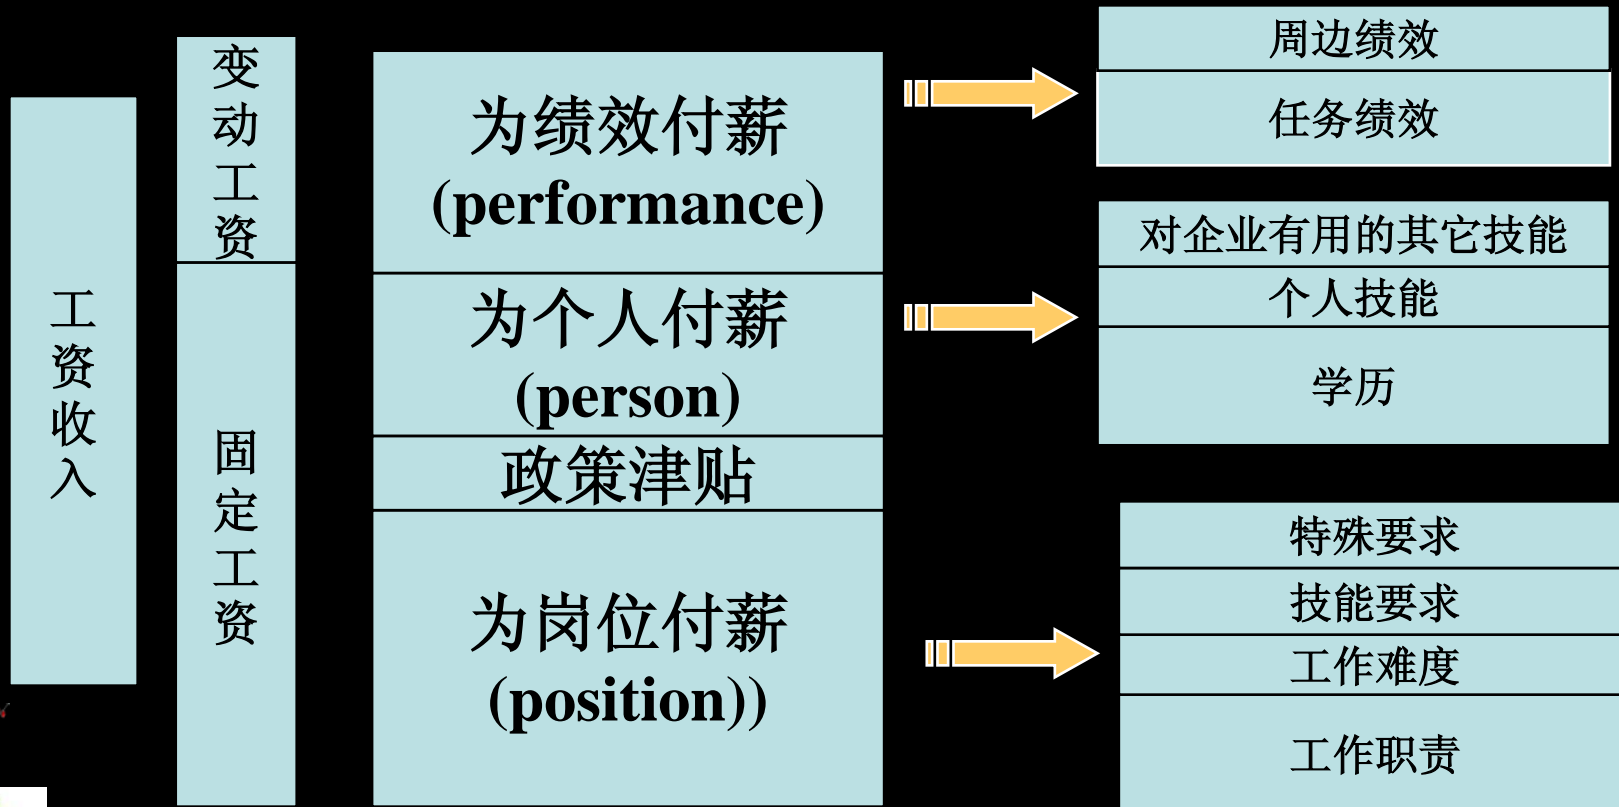 工资收入
变动工资
固定工资
为绩效付薪
(performance)
为个人付薪
(person)
政策津贴
为岗位付薪
(position))
周边绩效
任务绩效
对企业有用的其它技能
个人技能
学历
特殊要求
技能要求
工作难度
工作职责